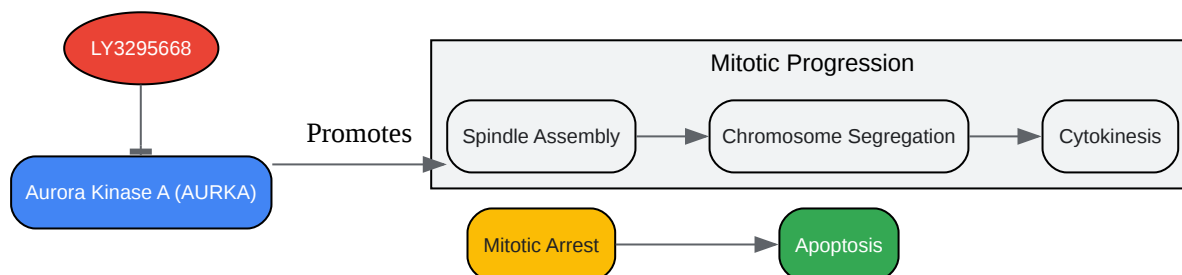 LY3295668
Mitotic Progression
Promotes
Spindle Assembly
Chromosome Segregation
Cytokinesis
Aurora Kinase A (AURKA)
Mitotic Arrest
Apoptosis